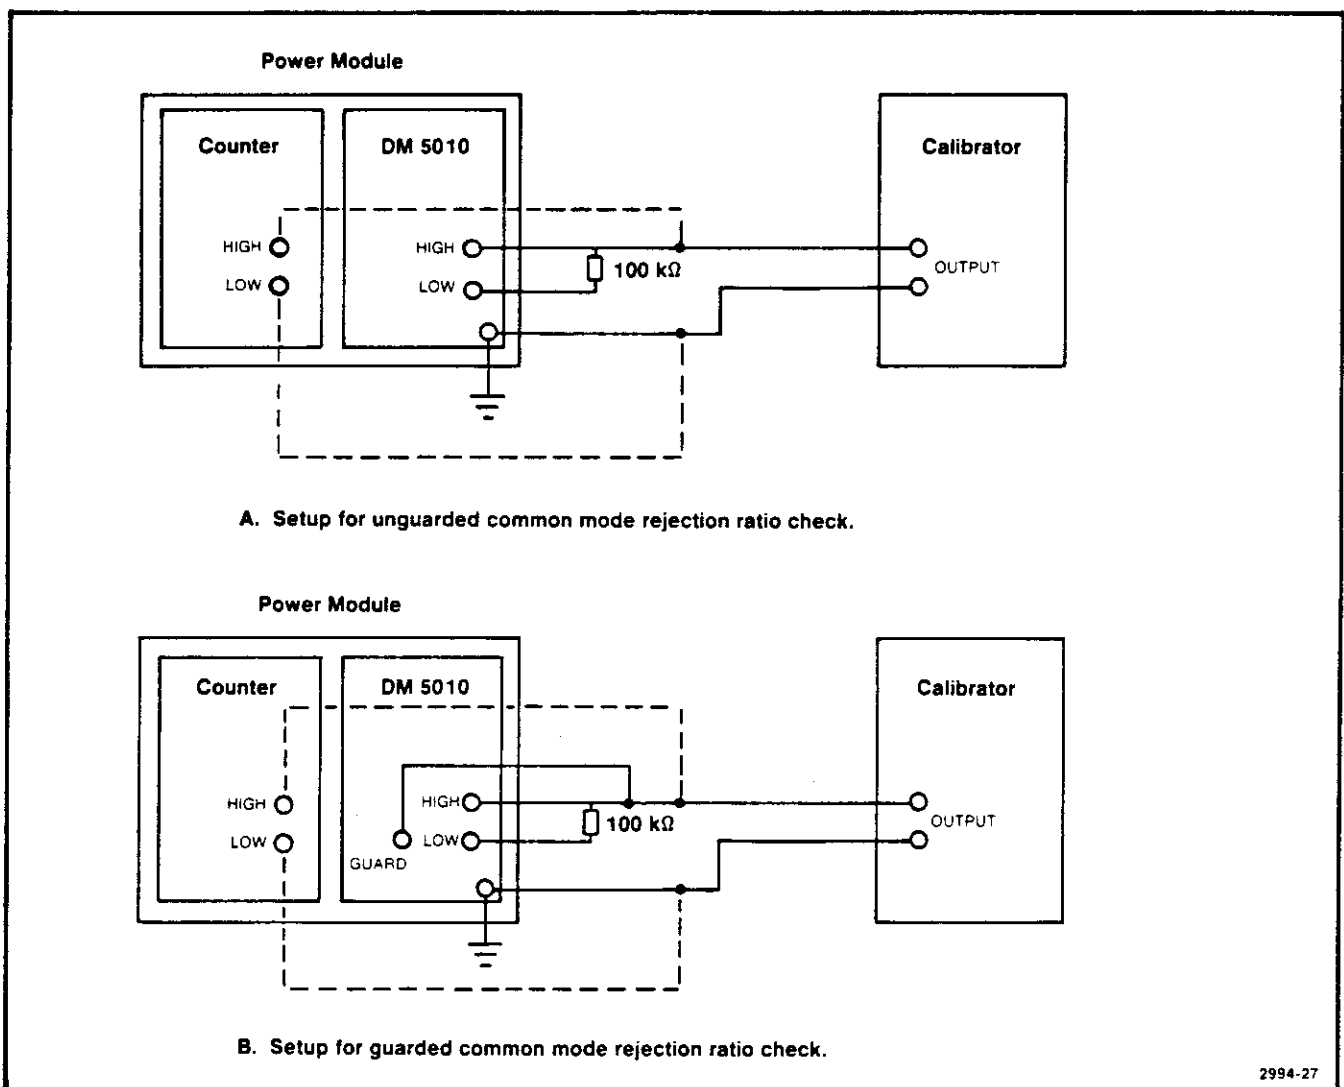 Power Module
Counter
DM 5010
Calibrator
HIGH
HIGH
OUTPUT
100 kΩ
LOW
LOW
A. Setup for unguarded common mode rejection ratio check.
Power Module
Counter
DM 5010
Calibrator
HIGH
HIGH
OUTPUT
100 kΩ
LOW
LOW
GUARD
B. Setup for guarded common mode rejection ratio check.
2994-27